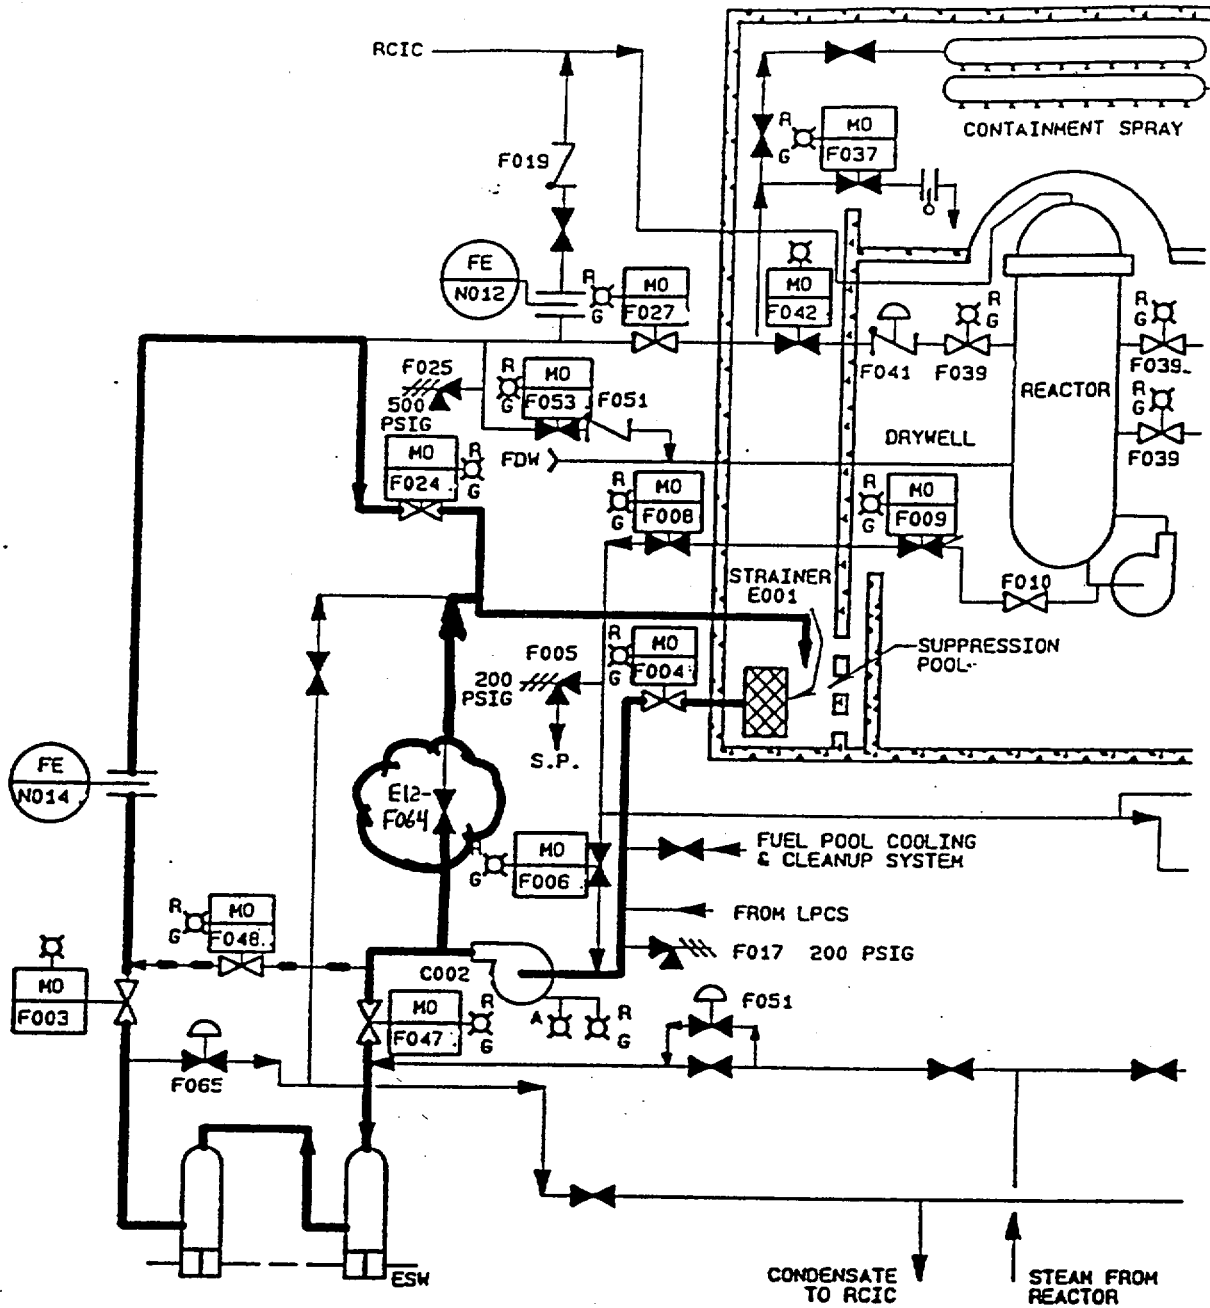 RCIC
CONTAINMENT SPRAY
R
G
MO
F037
F019
FE
N012
R
G
MO
F027
MO
F042
R
G
F041
F039
R
G
F039
REACTOR
R
G
F039
F025
500
PSIG
R
G
MO
F053
F051
DRYWELL
FDW
MO
F024
R
G
R
G
MO
F008
R
G
MO
F009
STRAINER
E001
F010
SUPPRESSION
POOL
F005
200
PSIG
S.P.
R
G
MO
F004
FE
N014
E12-
F064
R
G
MO
F006
FUEL POOL COOLING
& CLEANUP SYSTEM
FROM LPCS
F017 200 PSIG
R
G
MO
F048
C002
MO
F003
MO
F047
R
G
A
R
G
F051
F065
ESW
CONDENSATE
TO RCIC
STEAM FROM
REACTOR